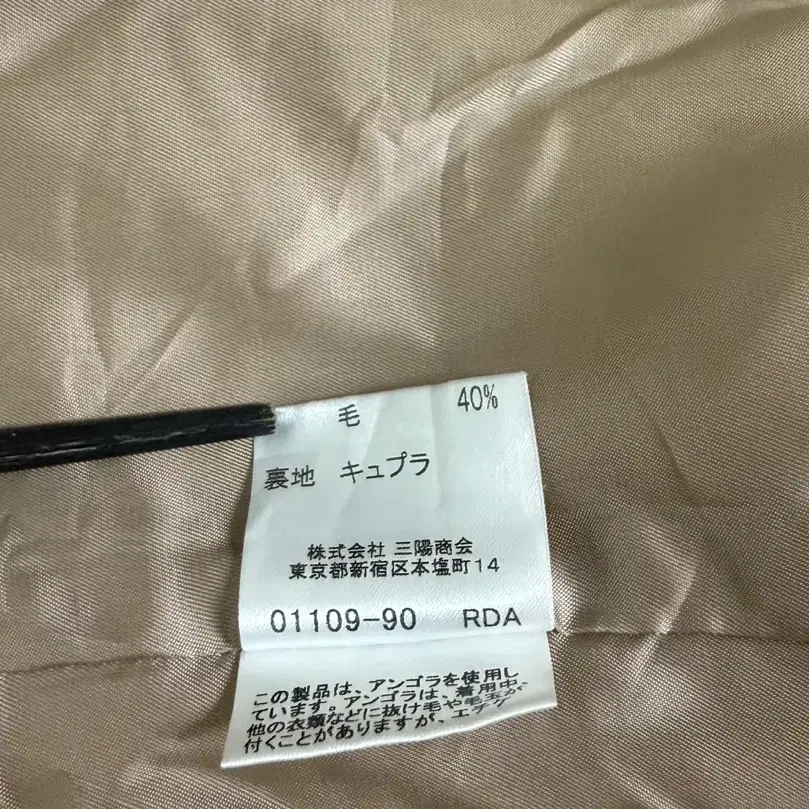 毛 40%
裏地 キュプラ
株式会社 三陽商会
東京都新宿区本塩町14
01109-90 RDA
この製品は、アンゴラを使用し
ています。アンゴラは、着用中、
他の衣類などに抜け毛や毛玉が
付くことがありますが、エチケ